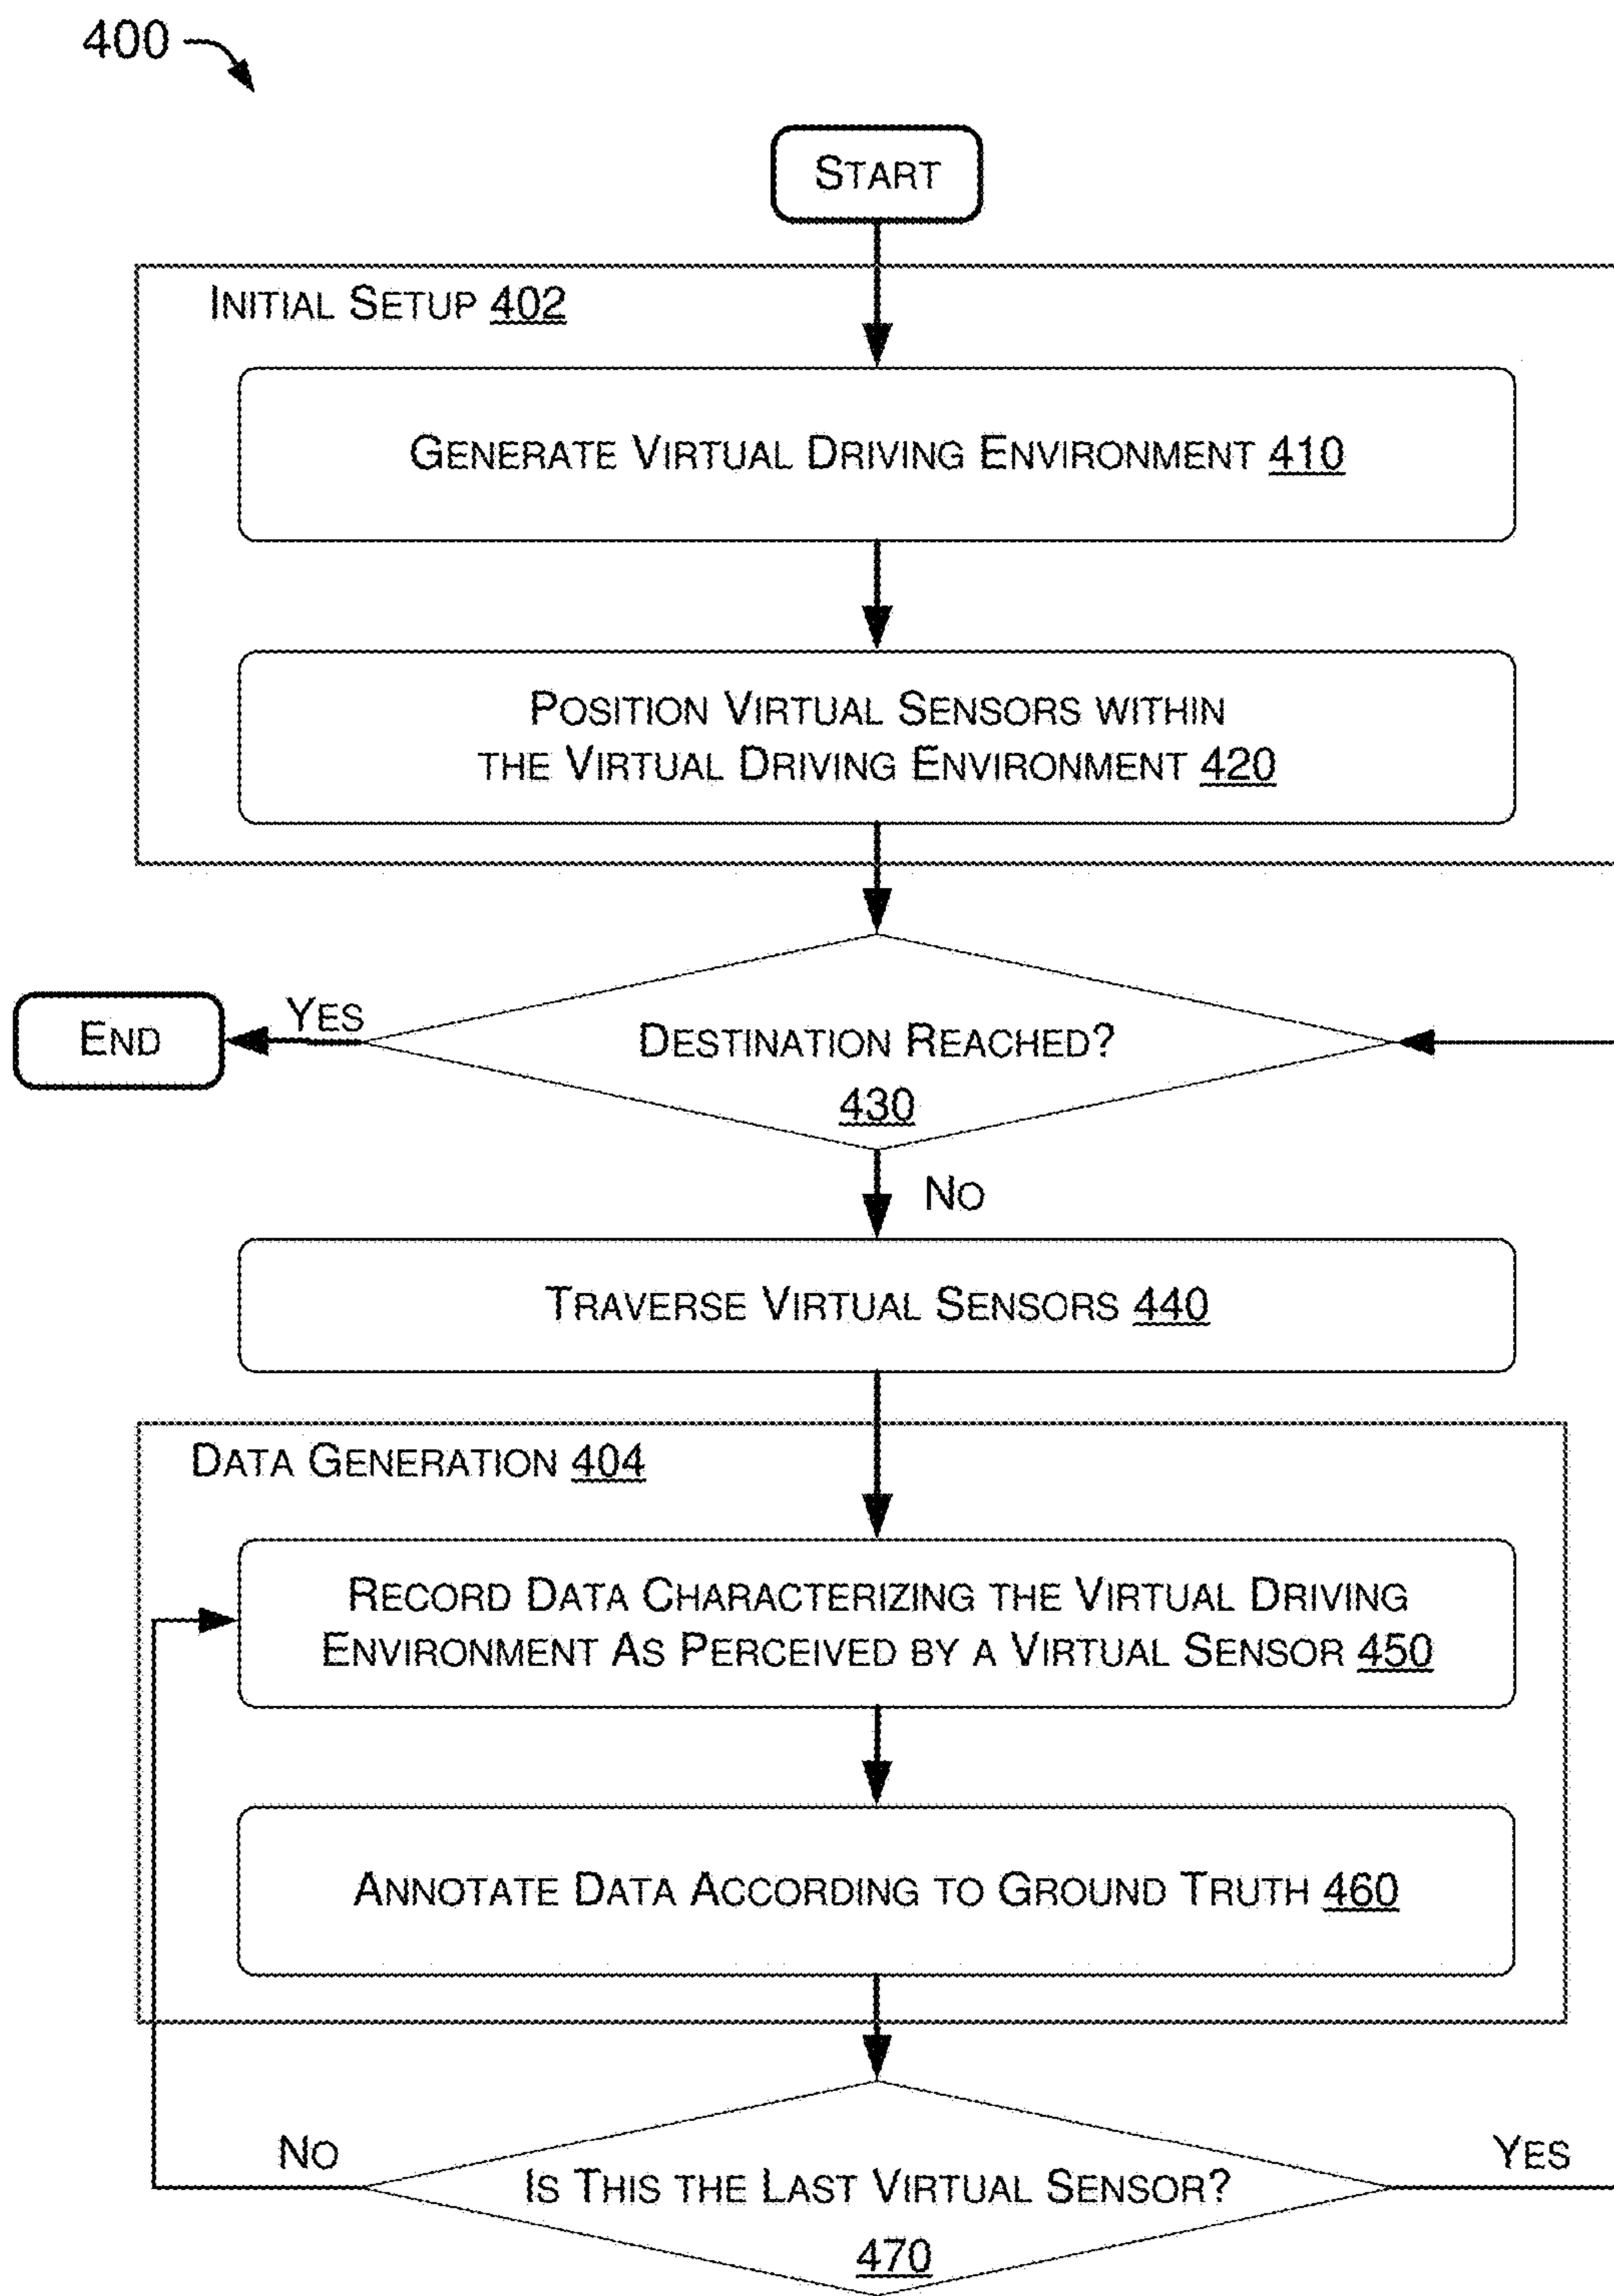 400
START
INITIAL SETUP 402
GENERATE VIRTUAL DRIVING ENVIRONMENT 410
POSITION VIRTUAL SENSORS WITHIN
THE VIRTUAL DRIVING ENVIRONMENT 420
END
YES
DESTINATION REACHED?
430
NO
TRAVERSE VIRTUAL SENSORS 440
DATA GENERATION 404
RECORD DATA CHARACTERIZING THE VIRTUAL DRIVING
ENVIRONMENT AS PERCEIVED BY A VIRTUAL SENSOR 450
ANNOTATE DATA ACCORDING TO GROUND TRUTH 460
NO
IS THIS THE LAST VIRTUAL SENSOR?
YES
470